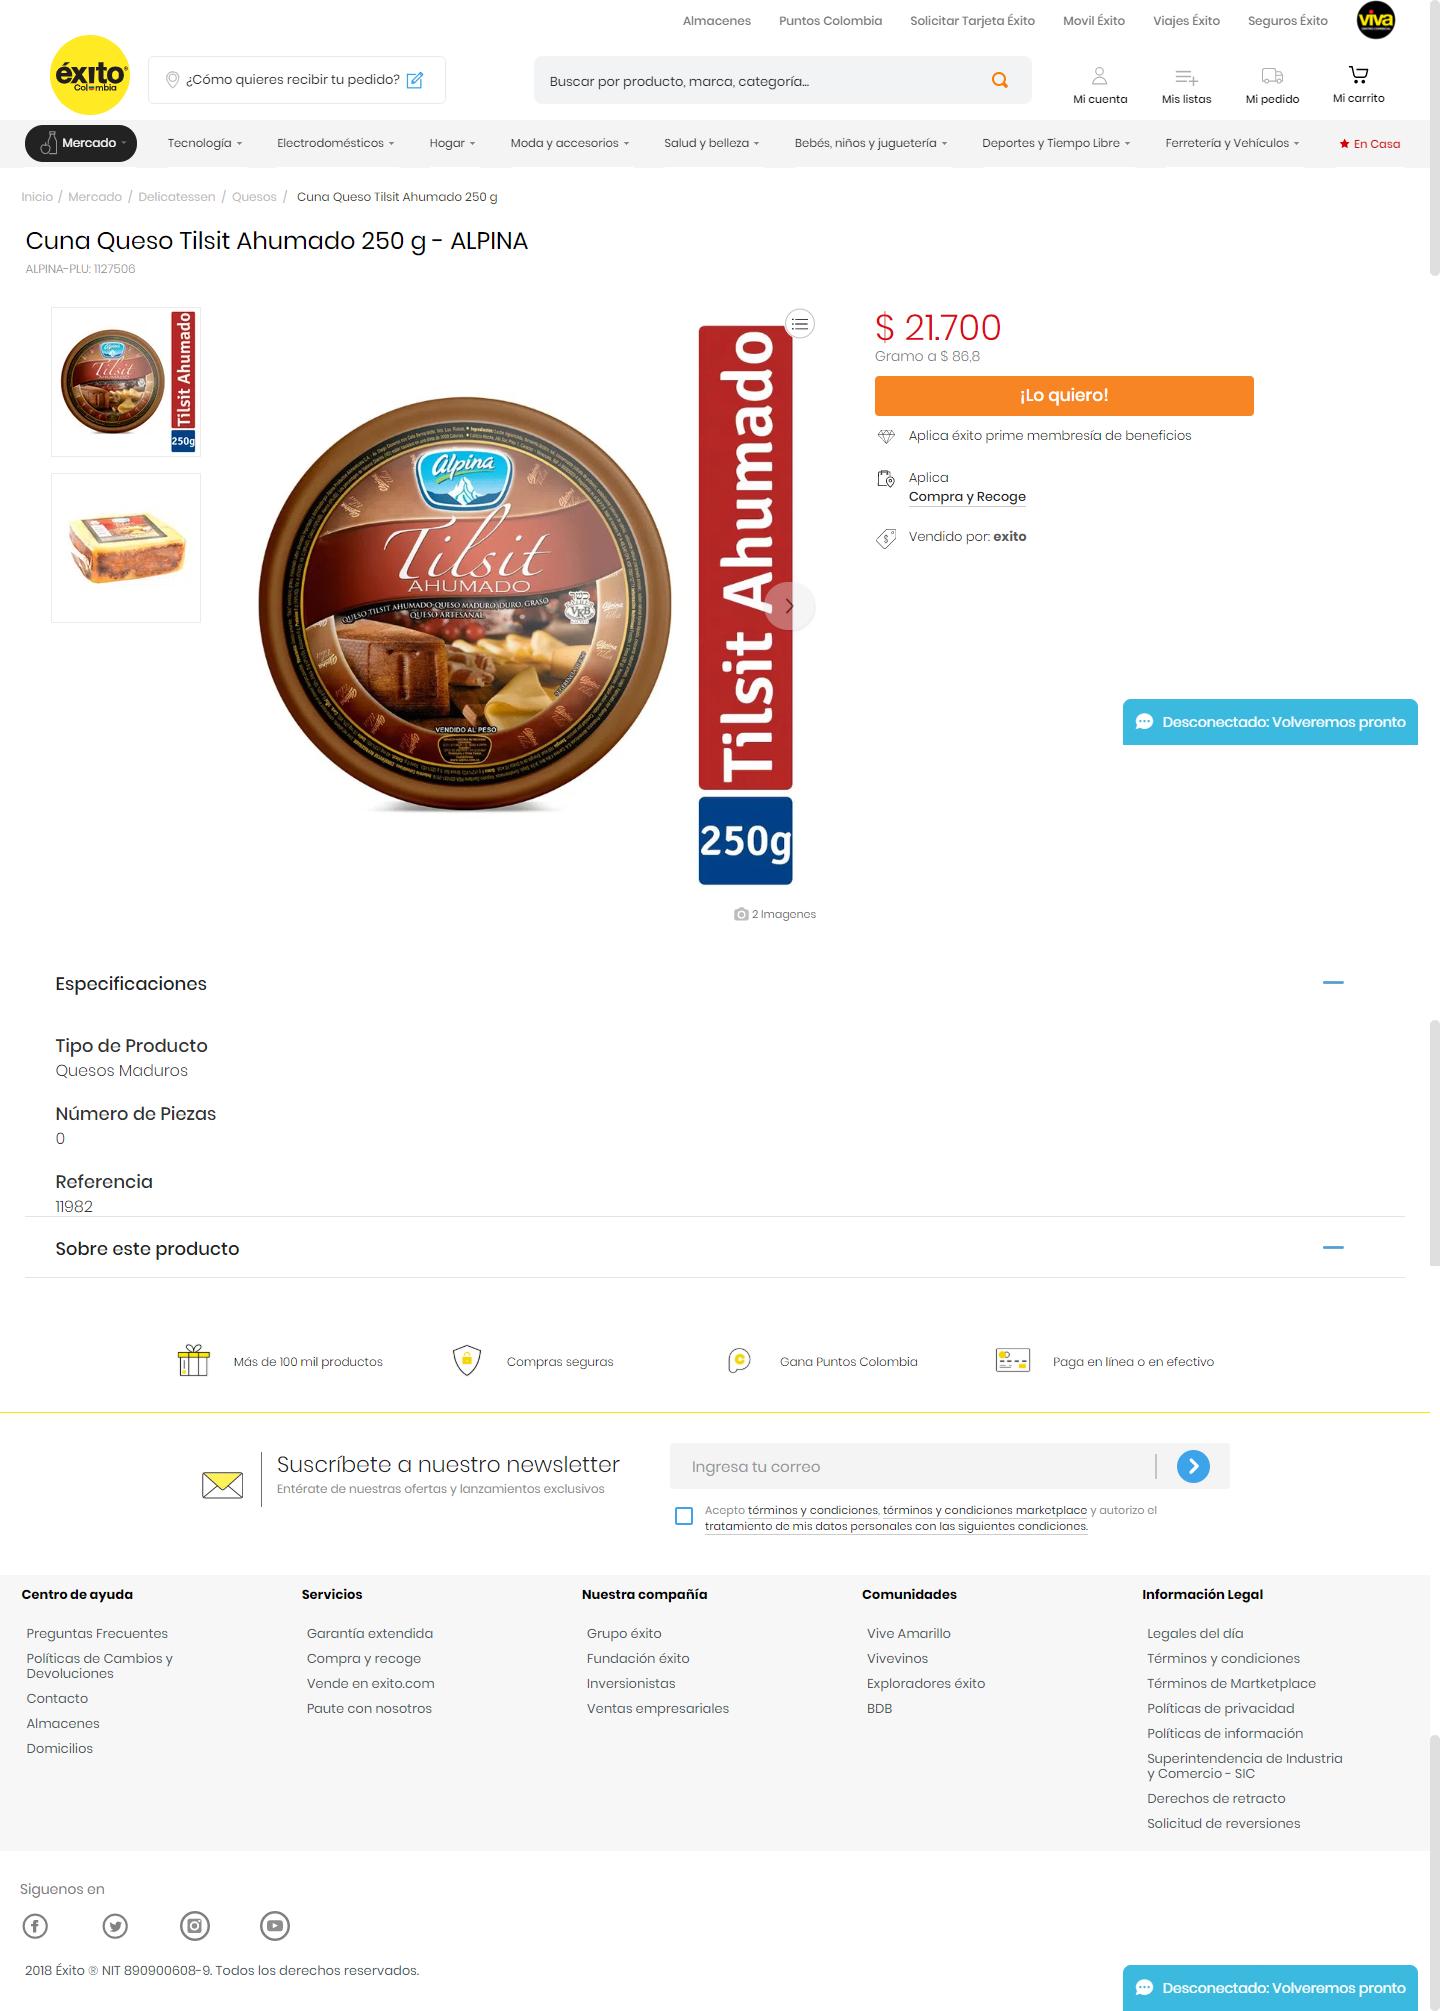 Almacenes Puntos Colombia Solicitar Tarjeta Éxito Movil Éxito Viajes Éxito Seguros Éxito viva
éxito
Colombia
¿Cómo quieres recibir tu pedido?
Buscar por producto, marca, categoría...
Mi cuenta Mis listas Mi pedido Mi carrito
Mercado Tecnología Electrodomésticos Hogar Moda y accesorios Salud y belleza Bebés, niños y juguetería Deportes y Tiempo Libre Ferretería y Vehículos En Casa
Inicio / Mercado / Delicatessen / Quesos / Cuna Queso Tilsit Ahumado 250 g
Cuna Queso Tilsit Ahumado 250 g - ALPINA
ALPINA-PLU: 1127506
Alpina
Tilsit
AHUMADO
Tilsit Ahumado
250g
Alpina
Tilsit
AHUMADO
QUESO TILSIT AHUMADO-QUESO MADURO, DURO, GRASO
QUESO ARTESANAL
VENDIDO AL PESO
Tilsit Ahumado
250g
2 Imagenes
$ 21.700
Gramo a $ 86,8
¡Lo quiero!
Aplica éxito prime membresía de beneficios
Aplica
Compra y Recoge
Vendido por: exito
Desconectado: Volveremos pronto
Especificaciones
Tipo de Producto
Quesos Maduros
Número de Piezas
0
Referencia
11982
Sobre este producto
Más de 100 mil productos Compras seguras Gana Puntos Colombia Paga en línea o en efectivo
Suscríbete a nuestro newsletter
Entérate de nuestras ofertas y lanzamientos exclusivos
Ingresa tu correo
Acepto términos y condiciones, términos y condiciones marketplace y autorizo el
tratamiento de mis datos personales con las siguientes condiciones.
Centro de ayuda
Preguntas Frecuentes
Políticas de Cambios y
Devoluciones
Contacto
Almacenes
Domicilios
Servicios
Garantía extendida
Compra y recoge
Vende en exito.com
Paute con nosotros
Nuestra compañía
Grupo éxito
Fundación éxito
Inversionistas
Ventas empresariales
Comunidades
Vive Amarillo
Vivevinos
Exploradores éxito
BDB
Información Legal
Legales del día
Términos y condiciones
Términos de Martketplace
Políticas de privacidad
Políticas de información
Superintendencia de Industria
y Comercio - SIC
Derechos de retracto
Solicitud de reversiones
Siguenos en
2018 Éxito ® NIT 890900608-9. Todos los derechos reservados.
Desconectado: Volveremos pronto